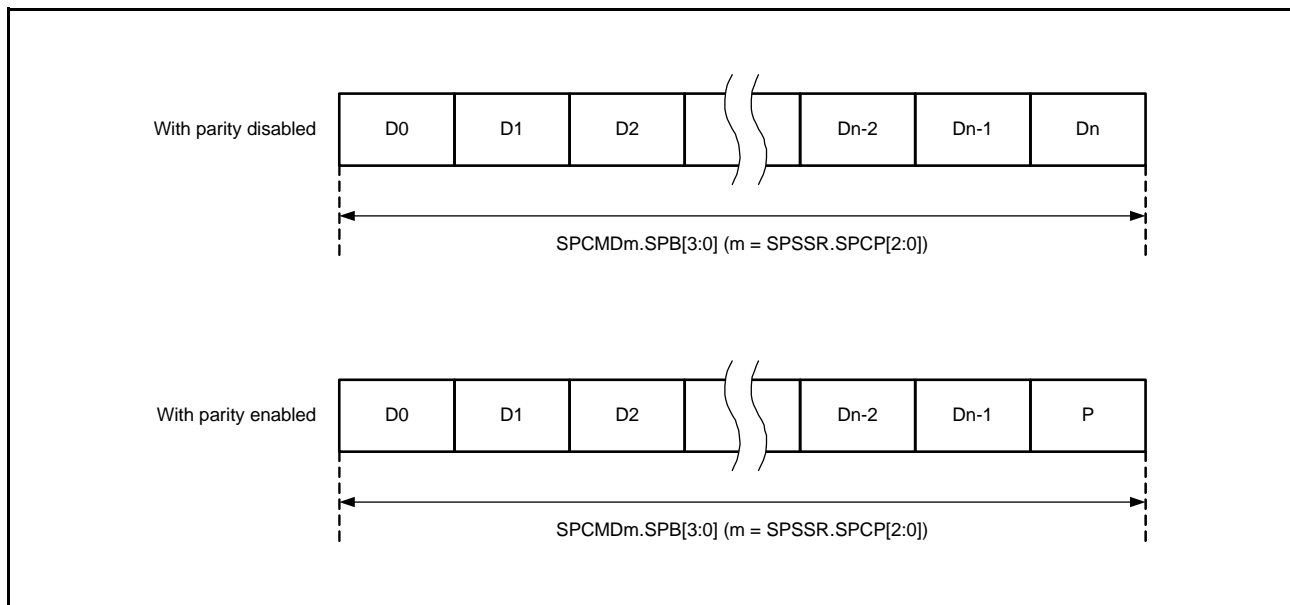 With parity disabled D0 D1 D2 Dn-2 Dn-1 Dn
SPCMDm.SPB[3:0] (m = SPSSR.SPCP[2:0])
With parity enabled D0 D1 D2 Dn-2 Dn-1 P
SPCMDm.SPB[3:0] (m = SPSSR.SPCP[2:0])